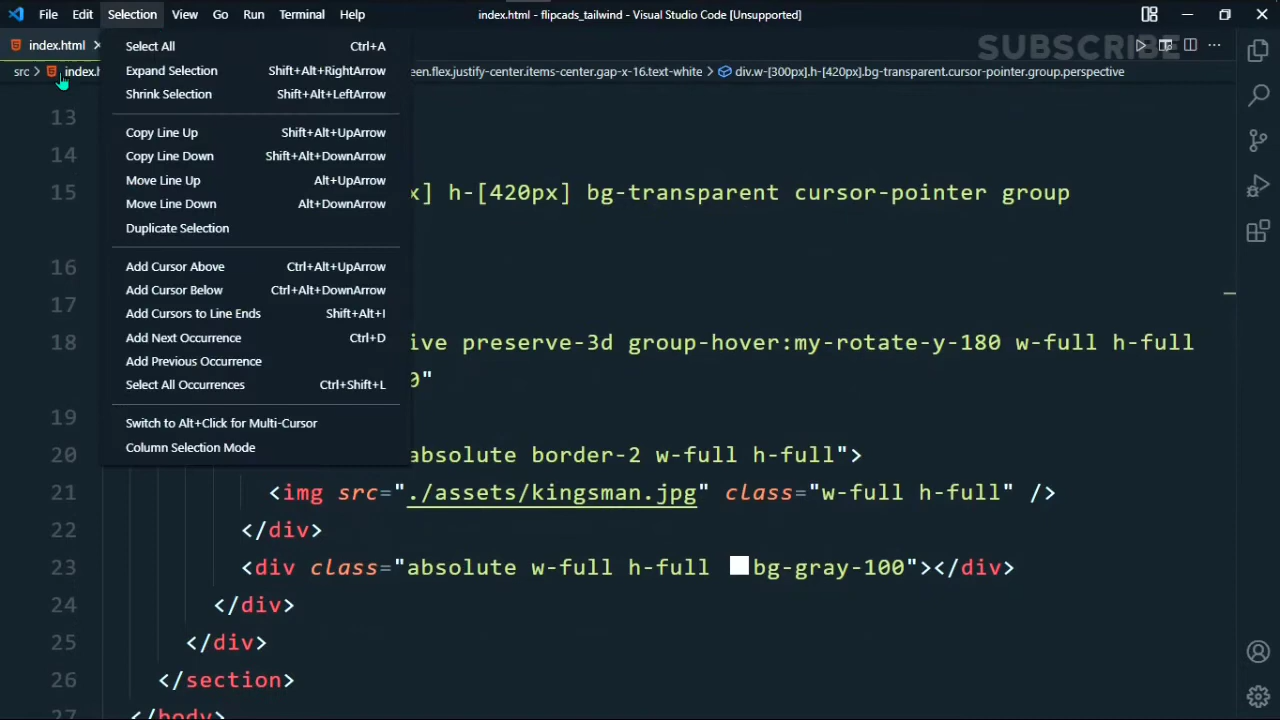 File Edit Selection View Go Run Terminal Help index.html - flipcads_tailwind - Visual Studio Code [Unsupported]
index.html
SUBSCRIBE
src > index.h
een.flex.justify-center.items-center.gap-x-16.text-white > div.w-[300px].h-[420px].bg-transparent.cursor-pointer.group.perspective
Select All Ctrl+A
Expand Selection Shift+Alt+RightArrow
Shrink Selection Shift+Alt+LeftArrow
Copy Line Up Shift+Alt+UpArrow
Copy Line Down Shift+Alt+DownArrow
Move Line Up Alt+UpArrow
Move Line Down Alt+DownArrow
Duplicate Selection
Add Cursor Above Ctrl+Alt+UpArrow
Add Cursor Below Ctrl+Alt+DownArrow
Add Cursors to Line Ends Shift+Alt+I
Add Next Occurrence Ctrl+D
Add Previous Occurrence
Select All Occurrences Ctrl+Shift+L
Switch to Alt+Click for Multi-Cursor
Column Selection Mode
13
14
15 x] h-[420px] bg-transparent cursor-pointer group
16
17
18 ive preserve-3d group-hover:my-rotate-y-180 w-full h-full
0"
19
20 absolute border-2 w-full h-full">
21 <img src="./assets/kingsman.jpg" class="w-full h-full" />
22 </div>
23 <div class="absolute w-full h-full bg-gray-100"></div>
24 </div>
25 </div>
26 </section>
27 </body>